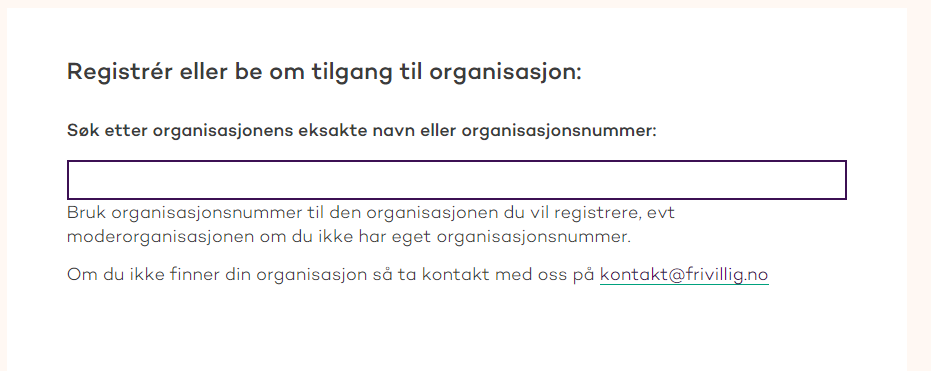 Registrér eller be om tilgang til organisasjon:
Søk etter organisasjonens eksakte navn eller organisasjonsnummer:
Bruk organisasjonsnummer til den organisasjonen du vil registrere, evt
moderorganisasjonen om du ikke har eget organisasjonsnummer.
Om du ikke finner din organisasjon så ta kontakt med oss på kontakt@frivillig.no